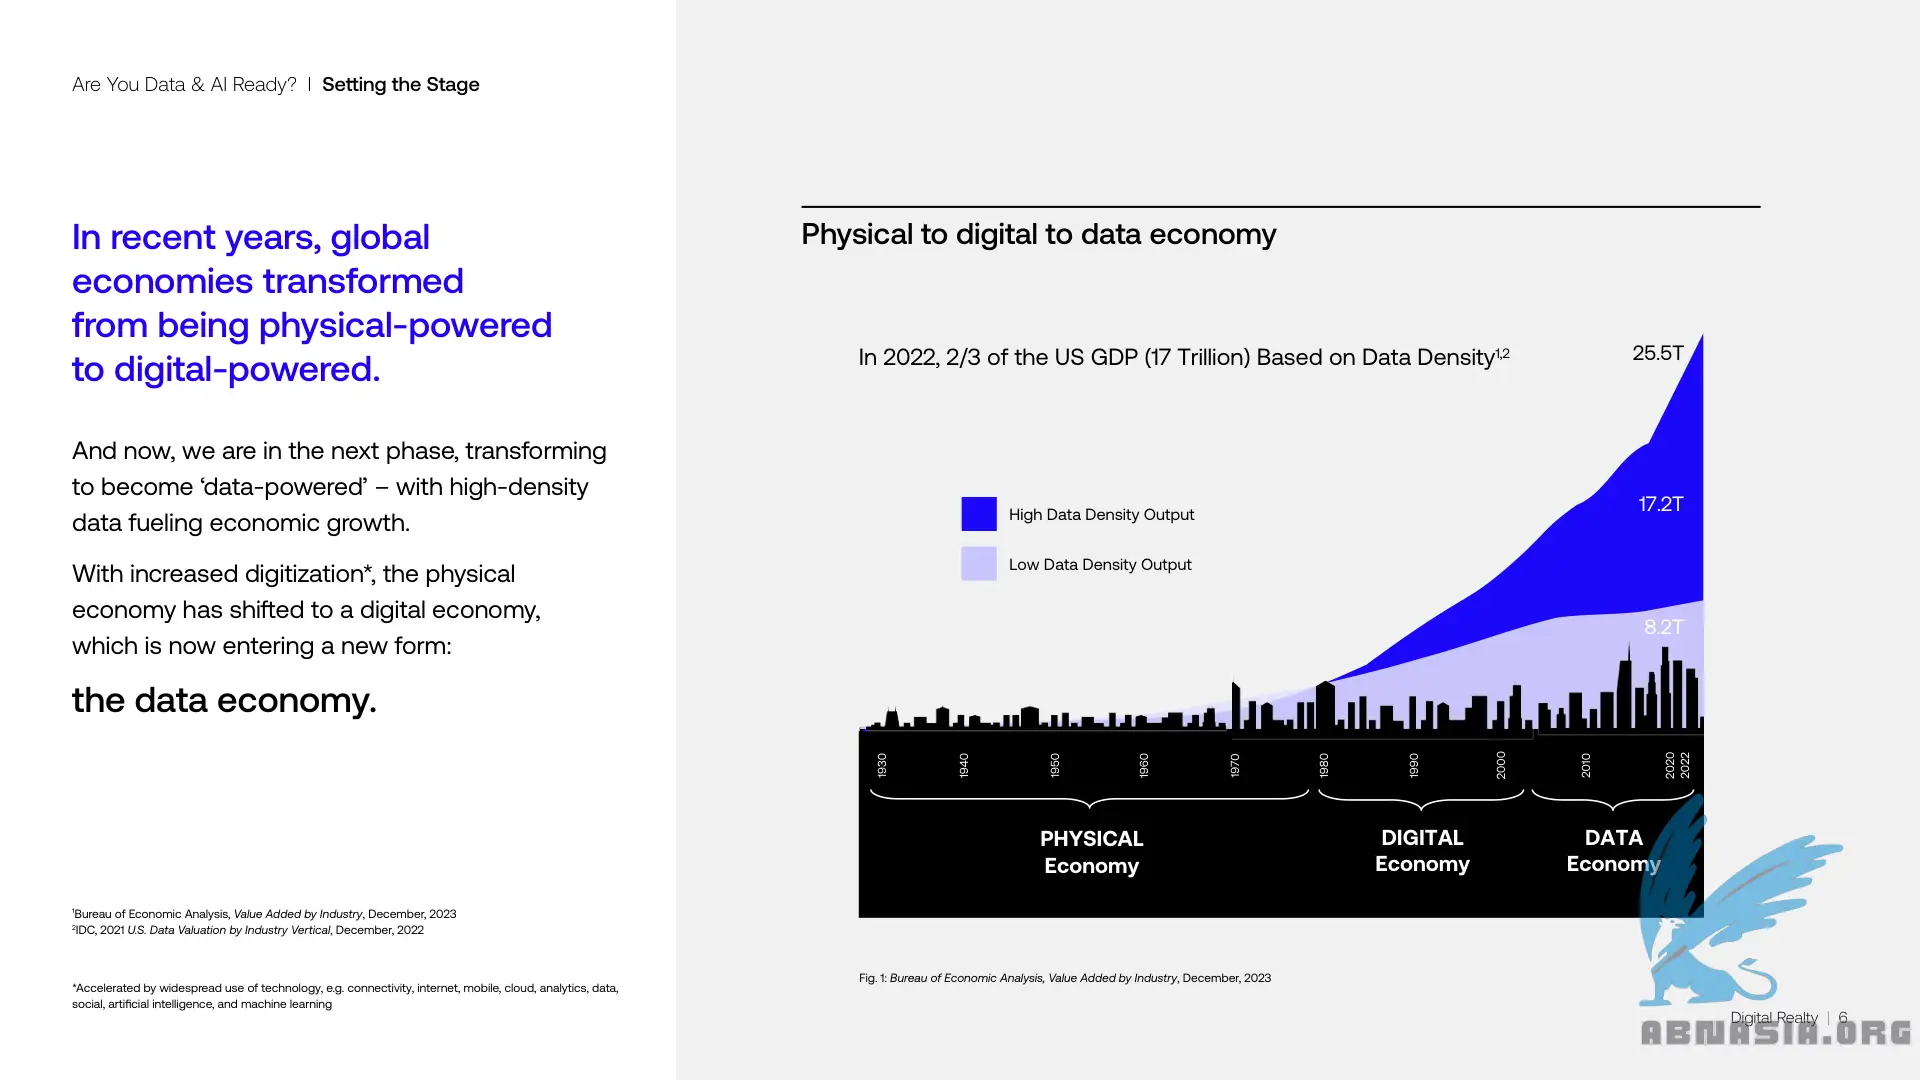 Are You Data & AI Ready? | Setting the Stage
In recent years, global
economies transformed
from being physical-powered
to digital-powered.
And now, we are in the next phase, transforming
to become ‘data-powered’ – with high-density
data fueling economic growth.
With increased digitization*, the physical
economy has shifted to a digital economy,
which is now entering a new form:
the data economy.
¹Bureau of Economic Analysis, Value Added by Industry, December, 2023
²IDC, 2021 U.S. Data Valuation by Industry Vertical, December, 2022
*Accelerated by widespread use of technology, e.g. connectivity, internet, mobile, cloud, analytics, data,
social, artificial intelligence, and machine learning
Physical to digital to data economy
In 2022, 2/3 of the US GDP (17 Trillion) Based on Data Density¹,²
25.5T
17.2T
8.2T
High Data Density Output
Low Data Density Output
1930 1940 1950 1960 1970 1980 1990 2000 2010 2020 2022
PHYSICAL
Economy
DIGITAL
Economy
DATA
Economy
Fig. 1: Bureau of Economic Analysis, Value Added by Industry, December, 2023
Digital Realty | 6
ABNASIA.ORG